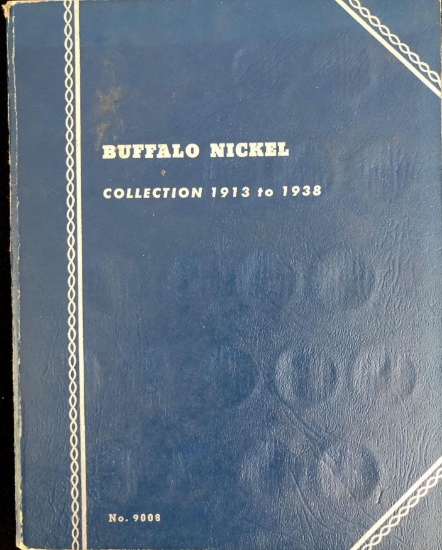 BUFFALO NICKEL
COLLECTION 1913 to 1938
No. 9008